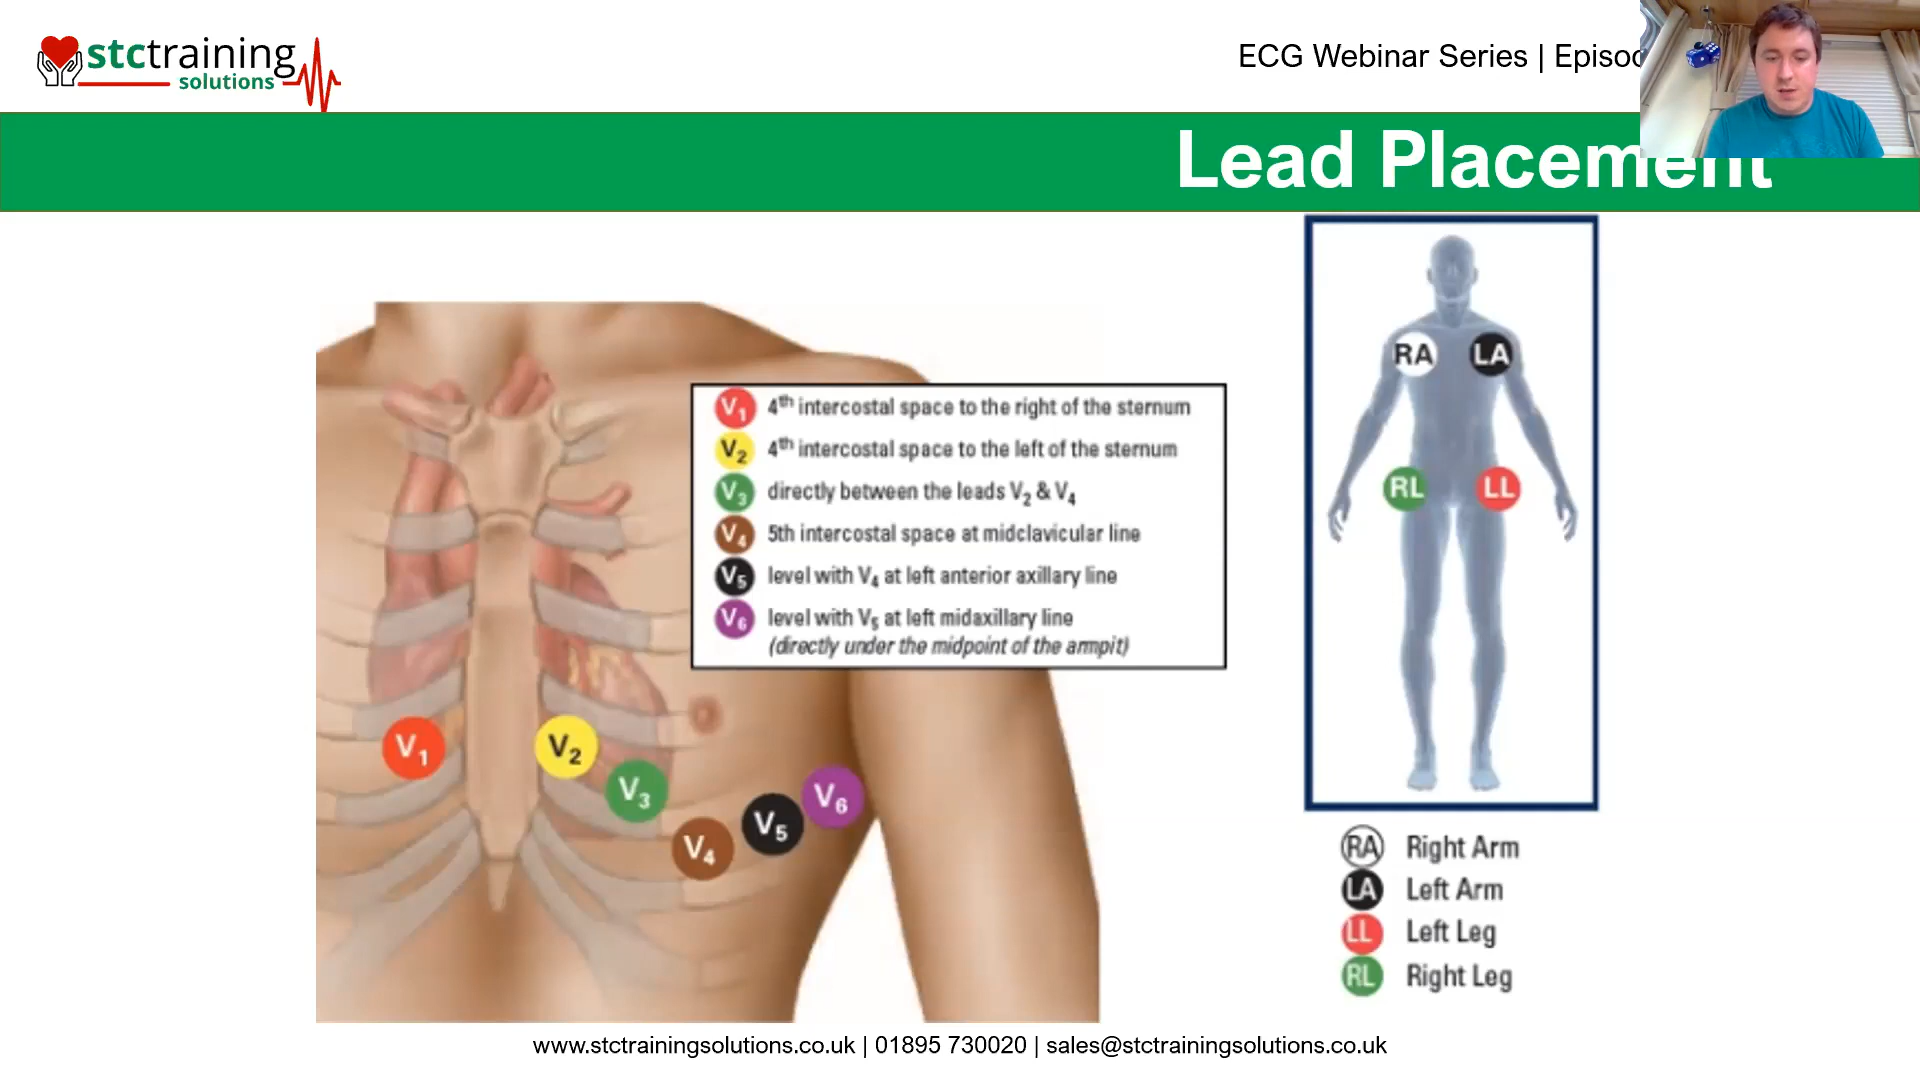 stctraining
solutions
ECG Webinar Series |
Lead Placement
V1 4th intercostal space to the right of the sternum
V2 4th intercostal space to the left of the sternum
V3 directly between the leads V2 & V4
V4 5th intercostal space at midclavicular line
V5 level with V4 at left anterior axillary line
V6 level with V5 at left midaxillary line
(directly under the midpoint of the armpit)
V1
V2
V3
V4
V5
V6
RA
LA
RL
LL
RA Right Arm
LA Left Arm
LL Left Leg
RL Right Leg
www.stctrainingsolutions.co.uk | 01895 730020 | sales@stctrainingsolutions.co.uk